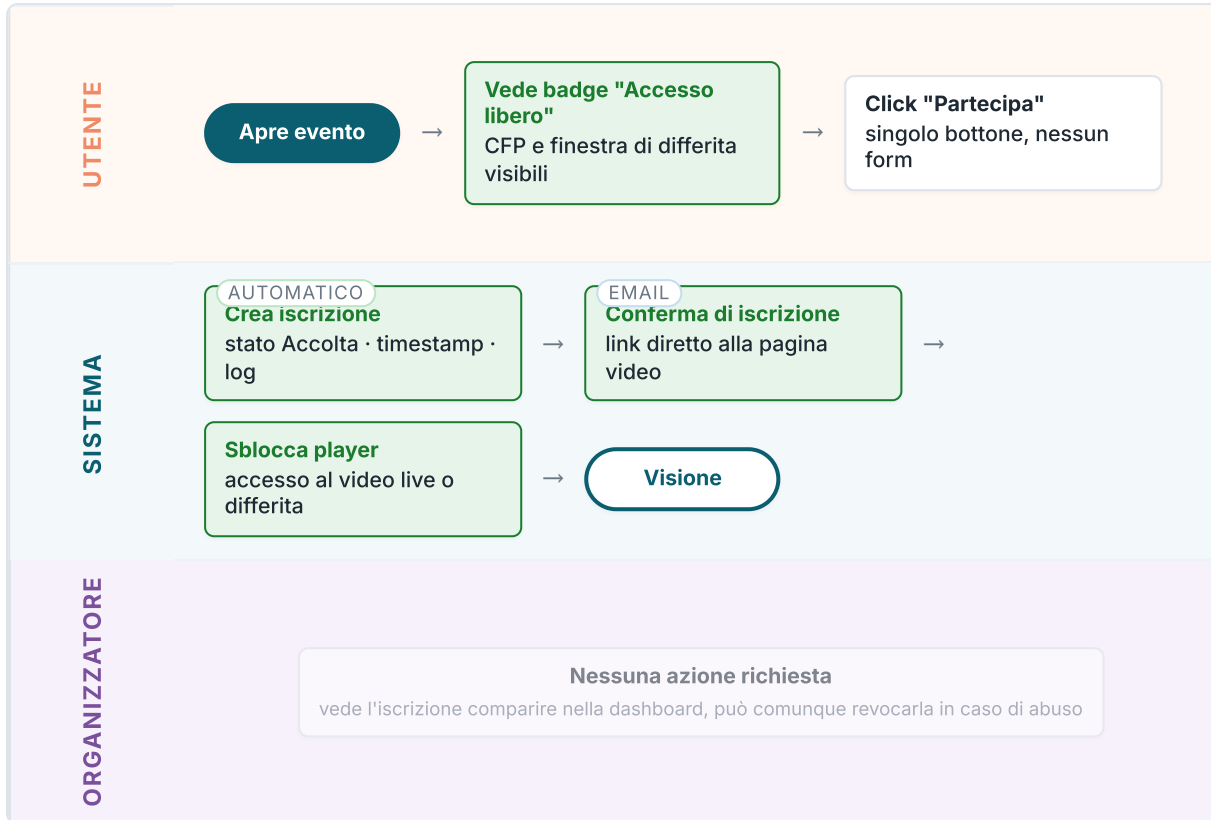 UTENTE
Apre evento
→
Vede badge "Accesso
libero"
CFP e finestra di differita
visibili
→
Click "Partecipa"
singolo bottone, nessun
form
SISTEMA
AUTOMATICO
Crea iscrizione
stato Accolta · timestamp ·
log
→
EMAIL
Conferma di iscrizione
link diretto alla pagina
video
→
Sblocca player
accesso al video live o
differita
→
Visione
ORGANIZZATORE
Nessuna azione richiesta
vede l'iscrizione comparire nella dashboard, può comunque revocarla in caso di abuso